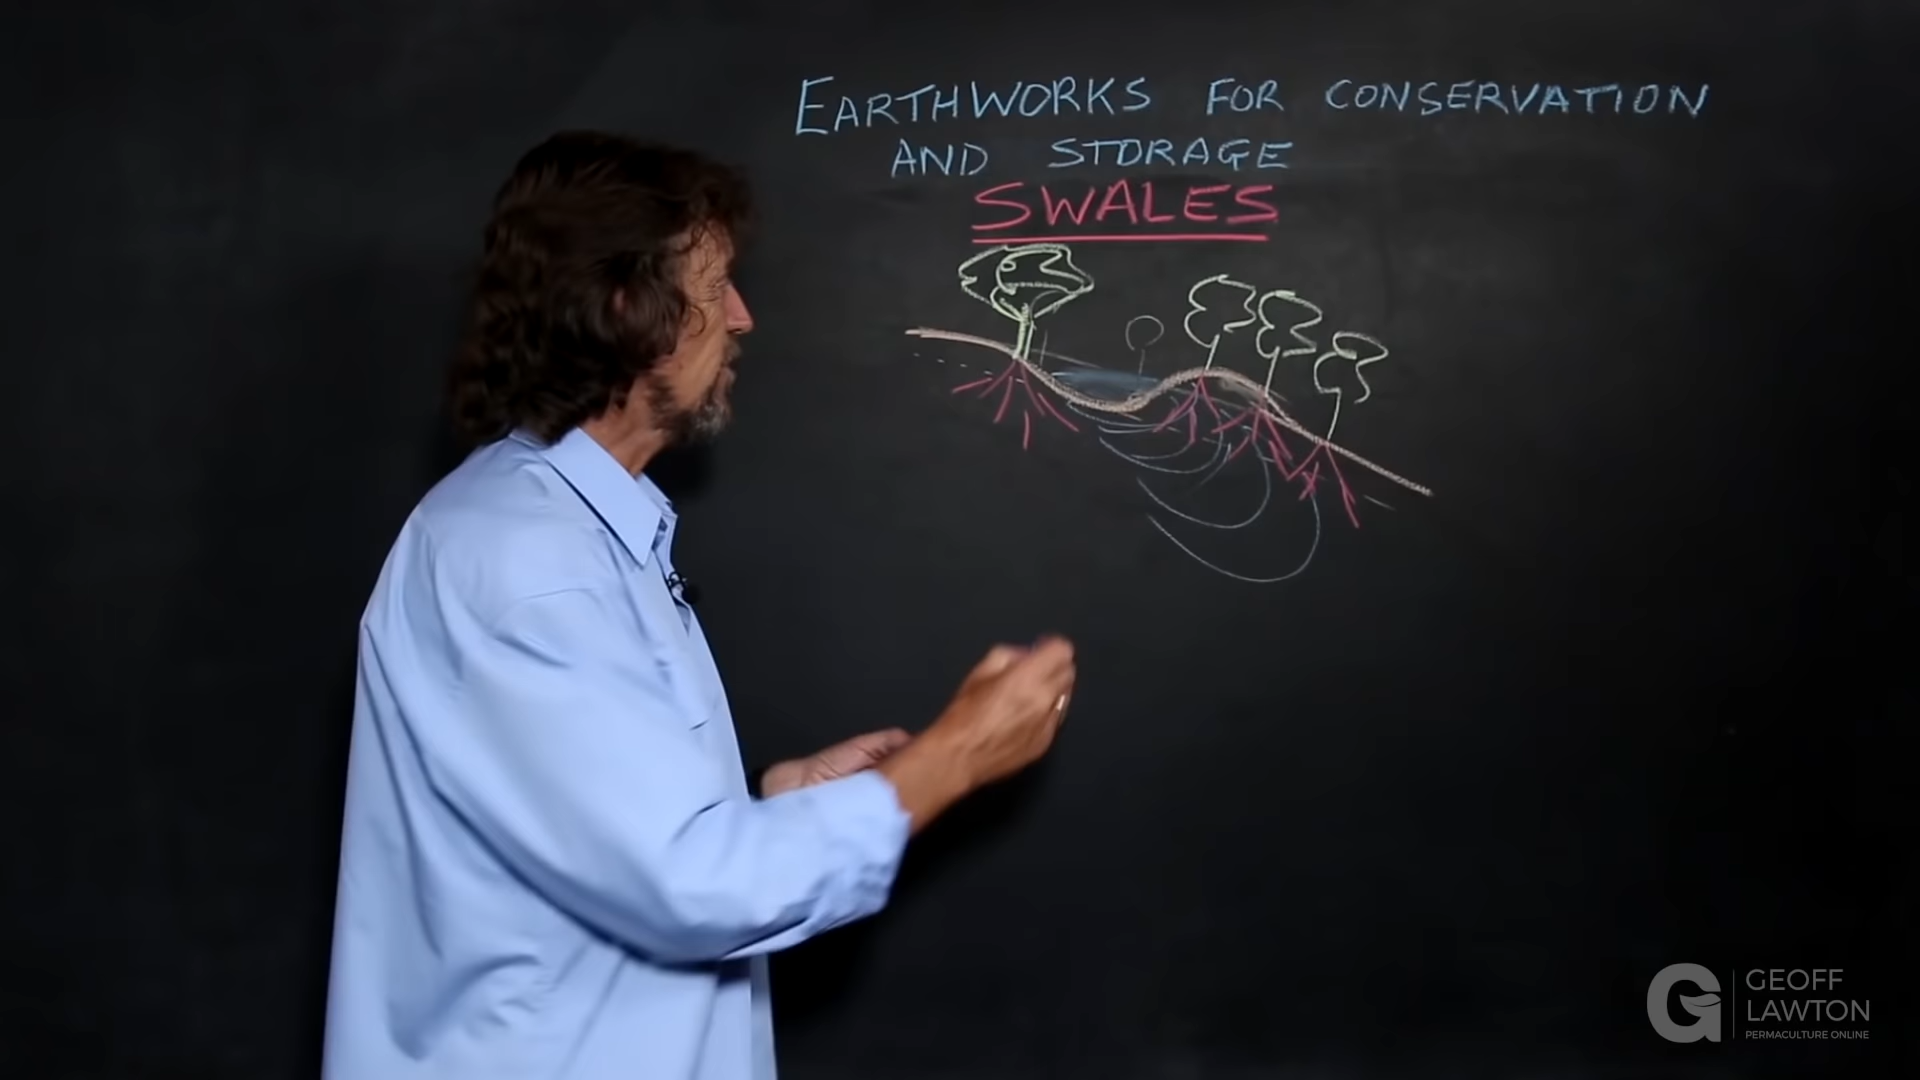 EARTHWORKS FOR CONSERVATION
AND STORAGE
SWALES
G GEOFF
LAWTON
PERMACULTURE ONLINE